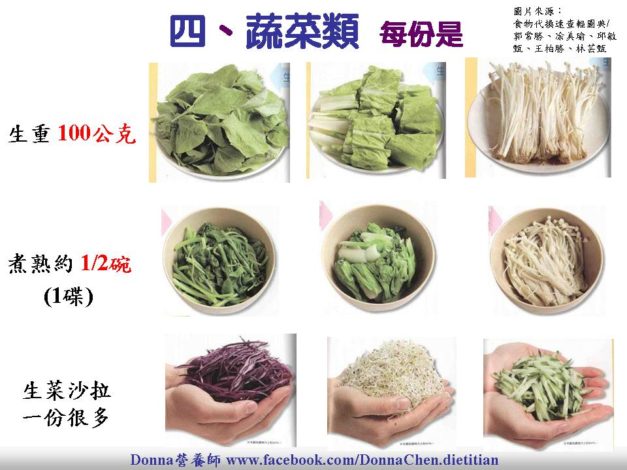 四、蔬菜類 每份是
圖片來源：
食物代換速查輕圖典/
郭常勝、凃美瑜、邱敏
甄、王柏勝、林芸甄
生重 100公克
煮熟約 1/2碗
(1碟)
生菜沙拉
一份很多
Donna營養師 www.facebook.com/DonnaChen.dietitian